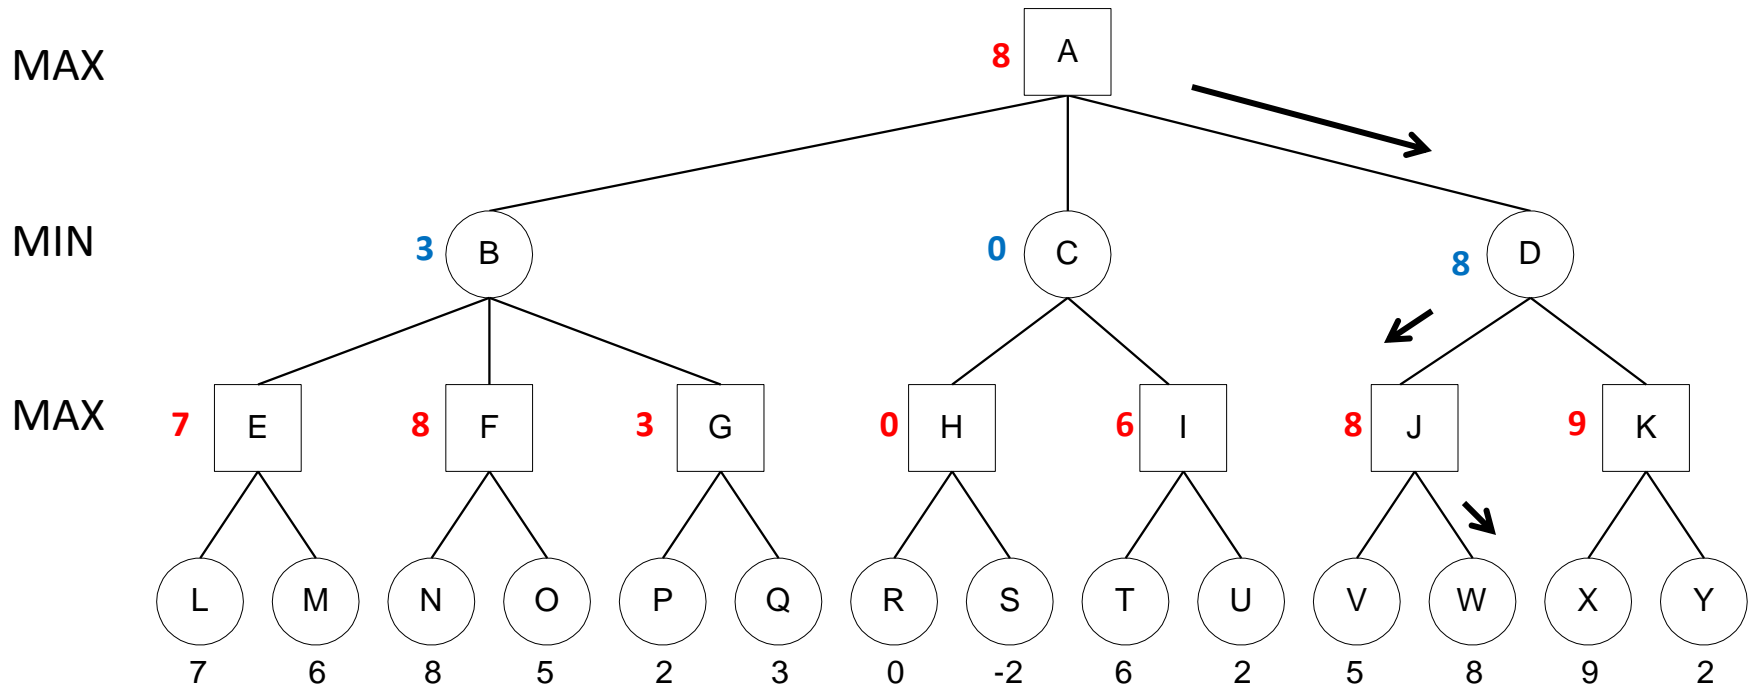 MAX 8 A
MIN 3 B 0 C 8 D
MAX 7 E 8 F 3 G 0 H 6 I 8 J 9 K
L M N O P Q R S T U V W X Y
7 6 8 5 2 3 0 -2 6 2 5 8 9 2